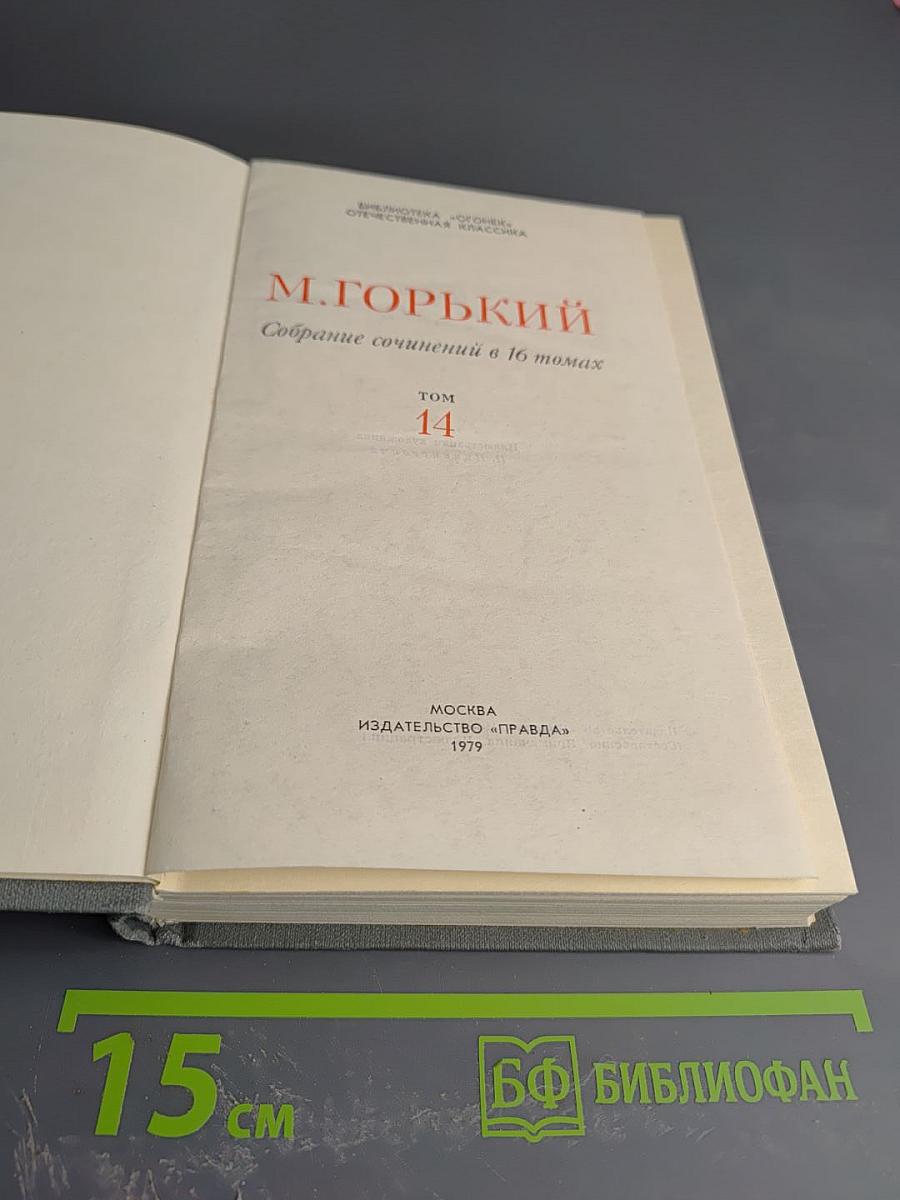 БИБЛИОТЕКА «ОГОНЕК»
ОТЕЧЕСТВЕННАЯ КЛАССИКА
М.ГОРЬКИЙ
Собрание сочинений в 16 томах
ТОМ
14
МОСКВА
ИЗДАТЕЛЬСТВО «ПРАВДА»
1979
15 см
БФ БИБЛИОФАН